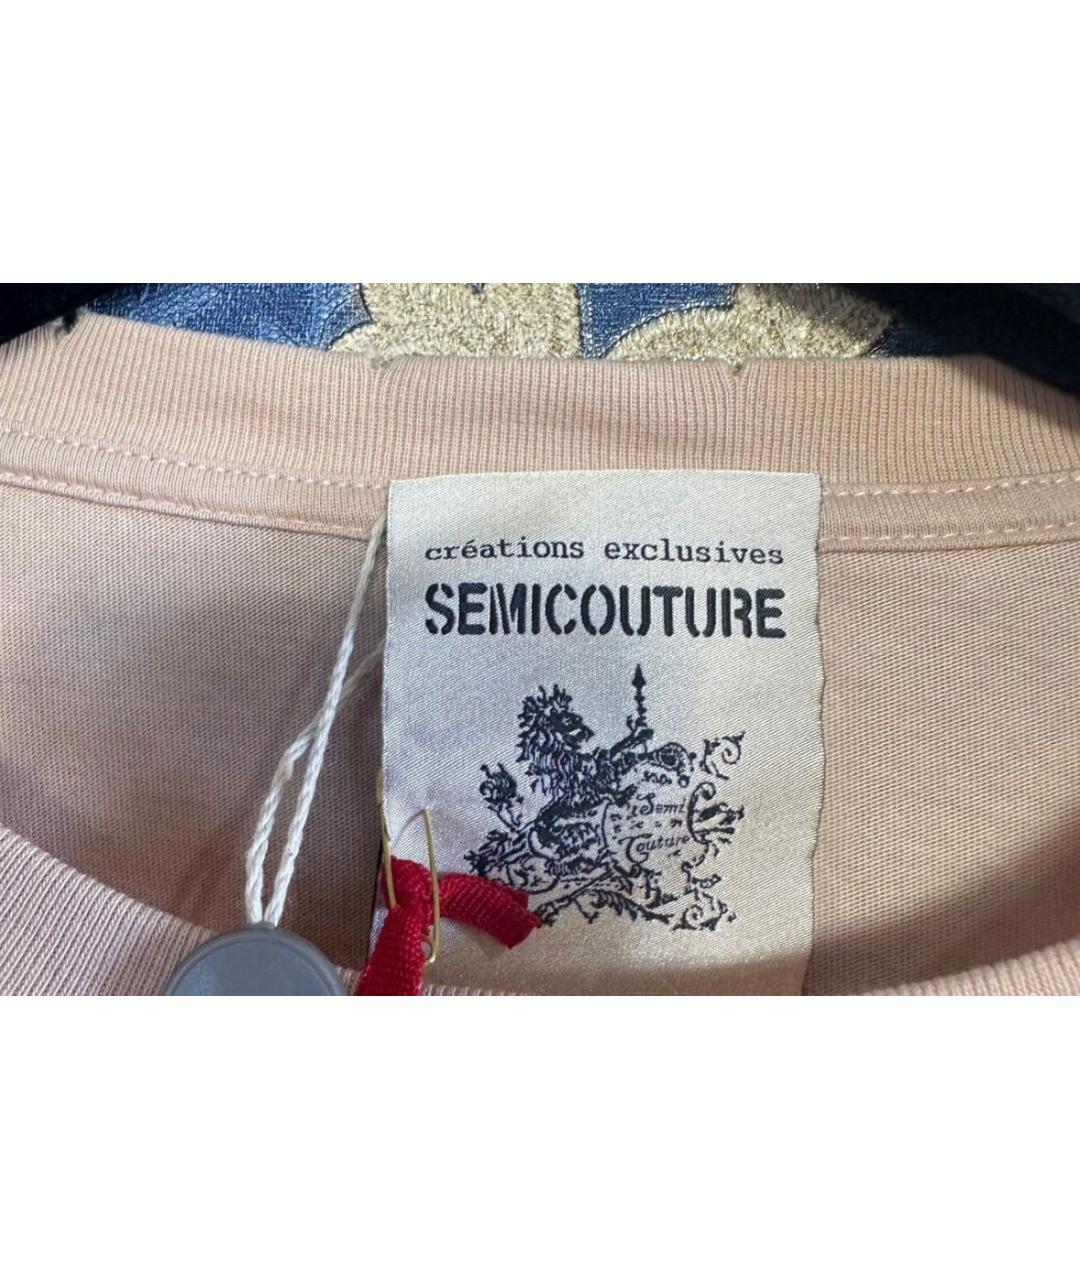 créations exclusives
SEMICOUTURE
Semi
Couture